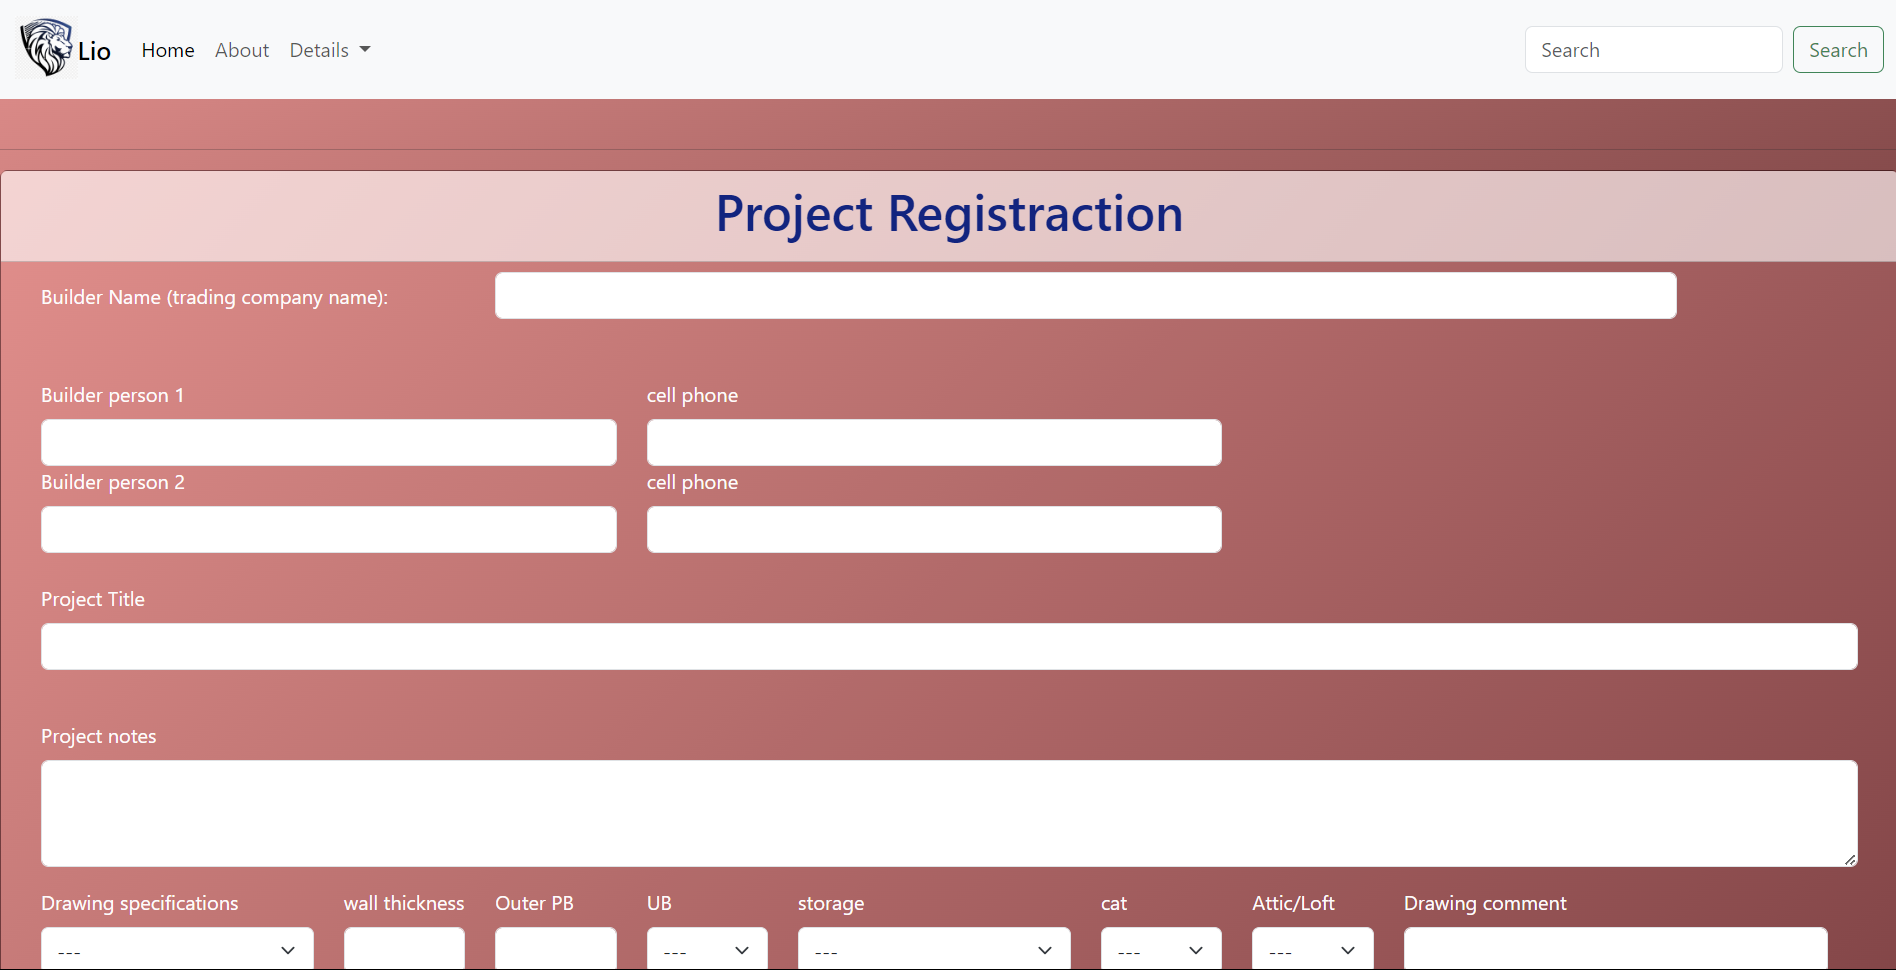 Lio Home About Details Search Search
Project Registraction
Builder Name (trading company name):
Builder person 1 cell phone
Builder person 2 cell phone
Project Title
Project notes
Drawing specifications wall thickness Outer PB UB storage cat Attic/Loft Drawing comment
--- --- --- --- ---